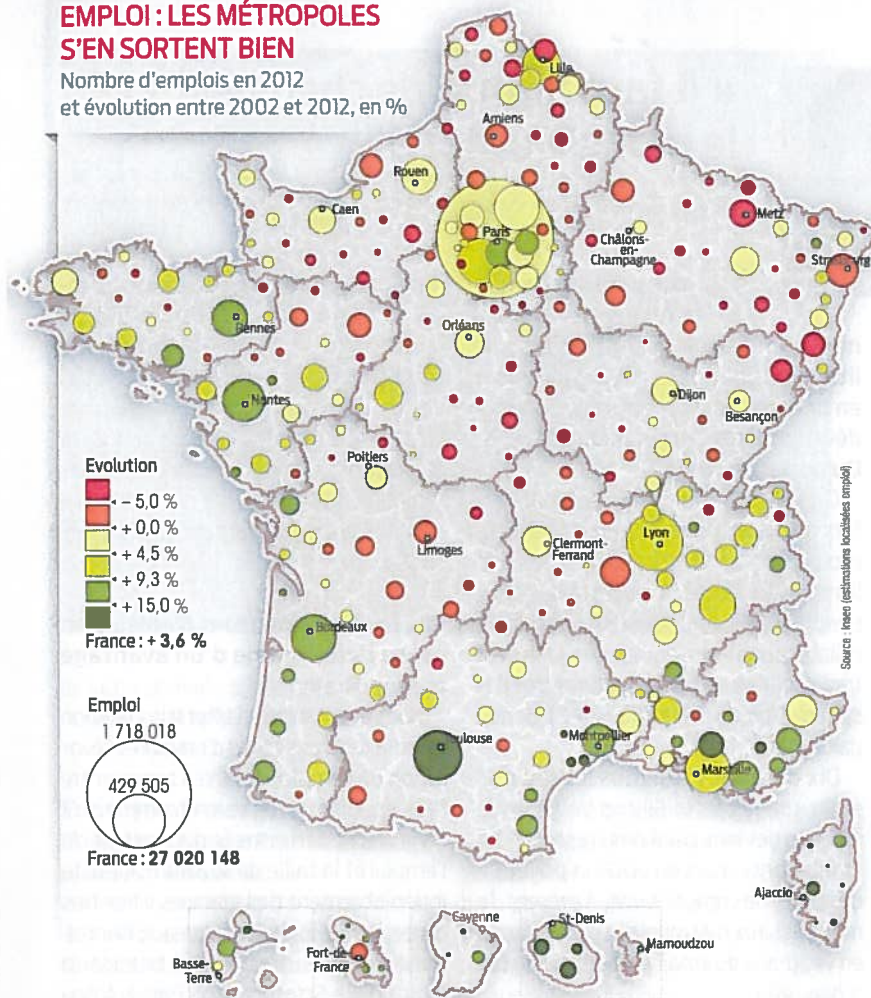 EMPLOI : LES MÉTROPOLES
S'EN SORTENT BIEN
Nombre d'emplois en 2012
et évolution entre 2002 et 2012, en %
Lille
Amiens
Rouen
Caen
Metz
Paris
Châlons-
en-
Champagne
Strasbourg
Rennes
Orléans
Nantes
Dijon
Besançon
Poitiers
Limoges
Clermont-
Ferrand
Lyon
Bordeaux
Toulouse
Montpellier
Marseille
Ajaccio
Evolution
– 5,0 %
+ 0,0 %
+ 4,5 %
+ 9,3 %
+ 15,0 %
France : + 3,6 %
Emploi
1 718 018
429 505
France : 27 020 148
Source : Insee (estimations localisées emploi)
Basse-
Terre
Fort-de
France
Cayenne
St-Denis
Mamoudzou